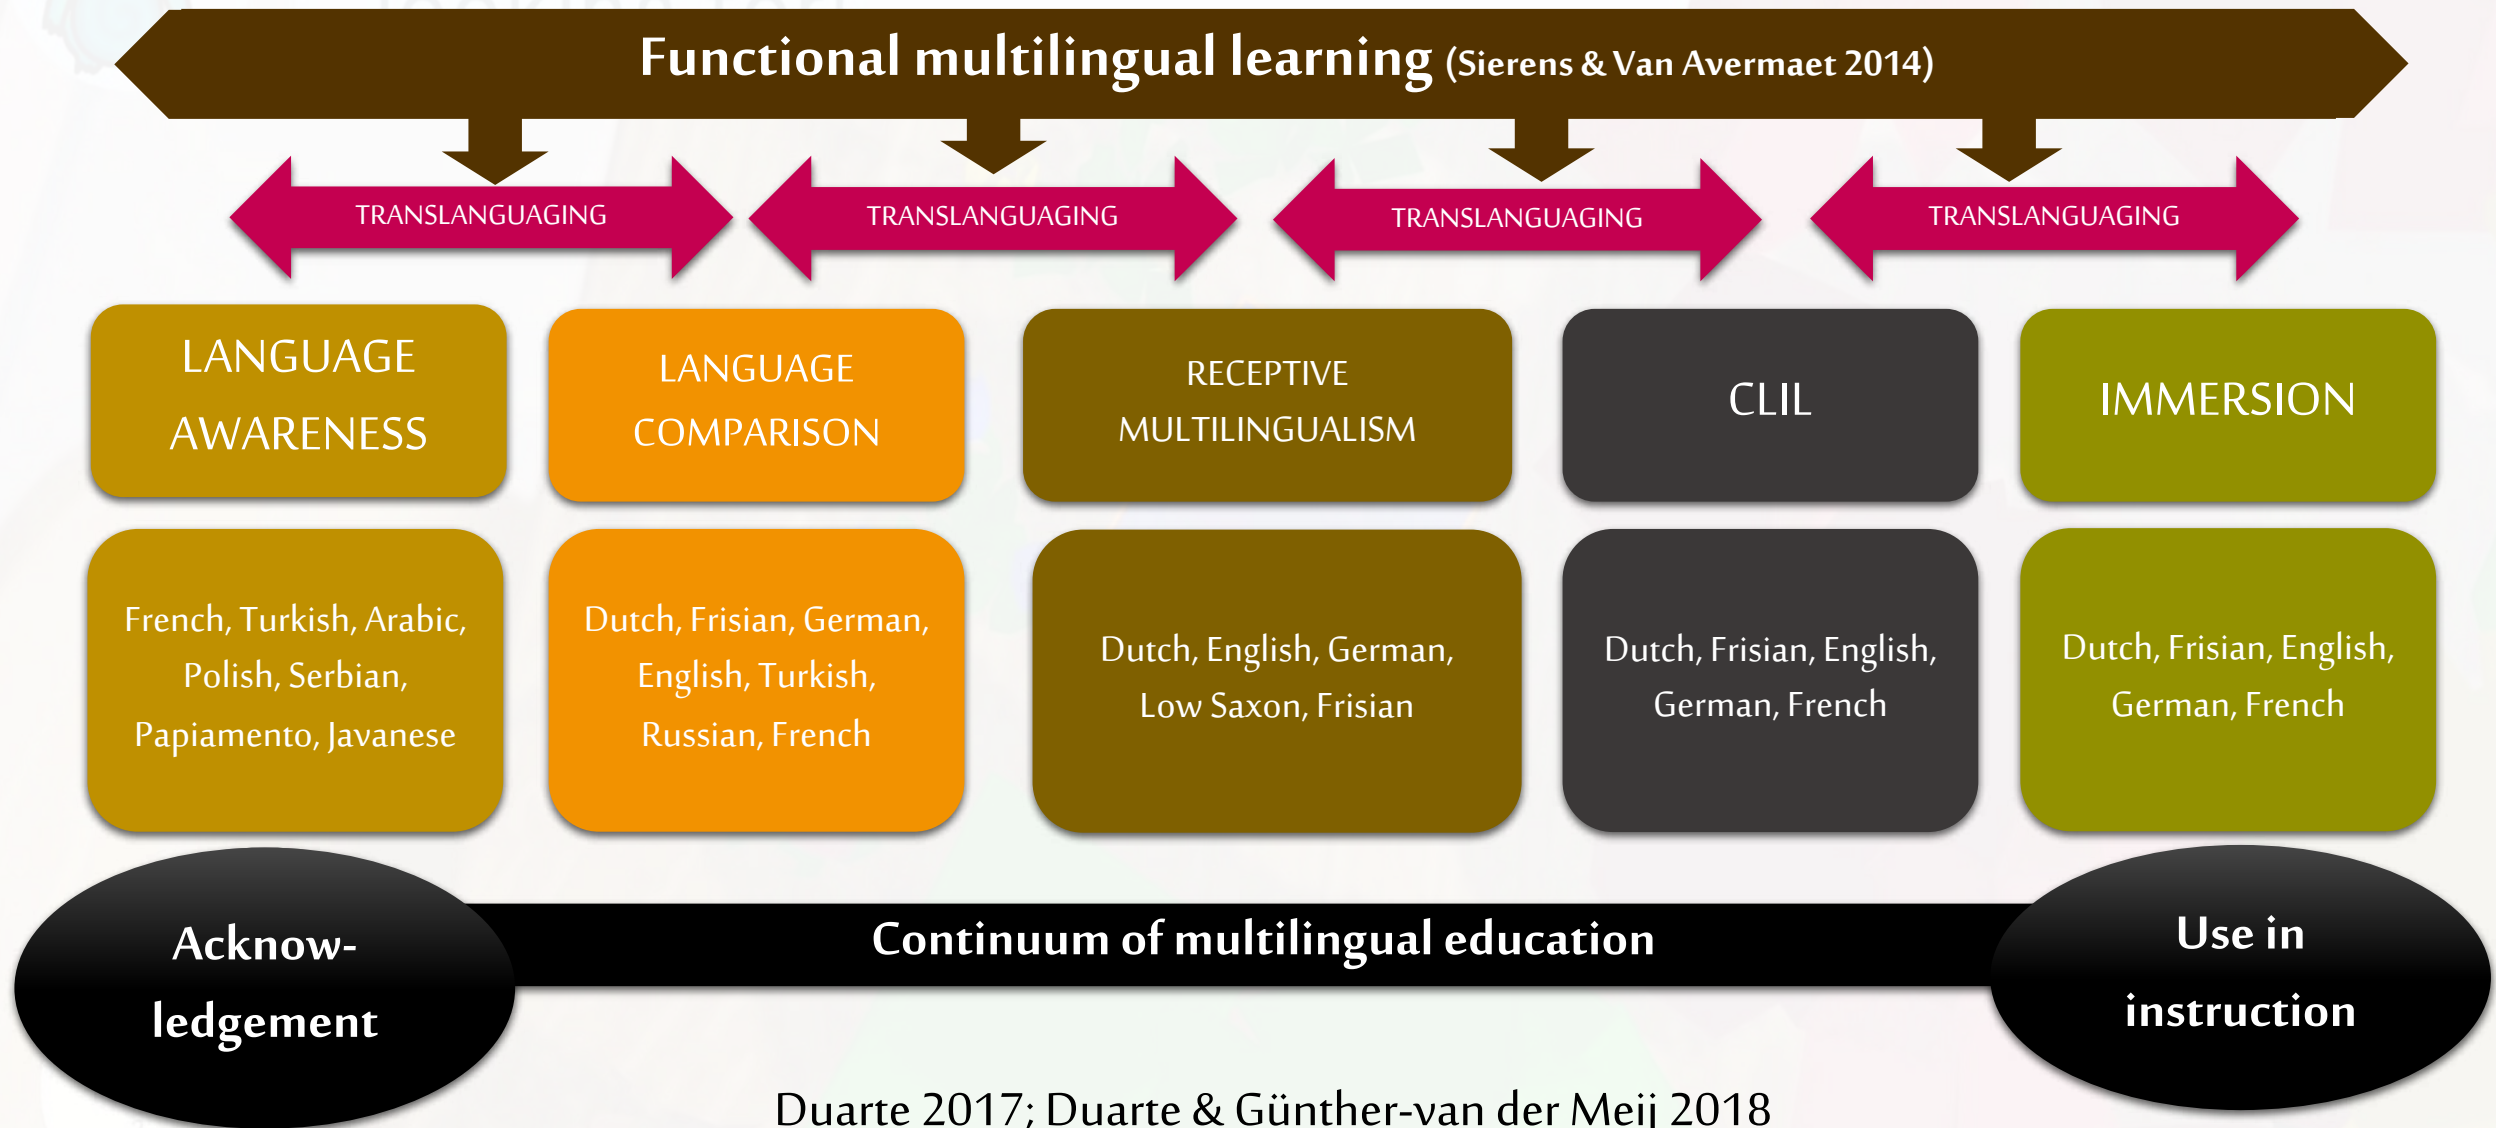 Functional multilingual learning (Sierens & Van Avermaet 2014)
TRANSLANGUAGING
TRANSLANGUAGING
TRANSLANGUAGING
TRANSLANGUAGING
LANGUAGE
AWARENESS
LANGUAGE
COMPARISON
RECEPTIVE
MULTILINGUALISM
CLIL
IMMERSION
French, Turkish, Arabic,
Polish, Serbian,
Papiamento, Javanese
Dutch, Frisian, German,
English, Turkish,
Russian, French
Dutch, English, German,
Low Saxon, Frisian
Dutch, Frisian, English,
German, French
Dutch, Frisian, English,
German, French
Acknow-
ledgement
Continuum of multilingual education
Use in
instruction
Duarte 2017; Duarte & Günther-van der Meij 2018